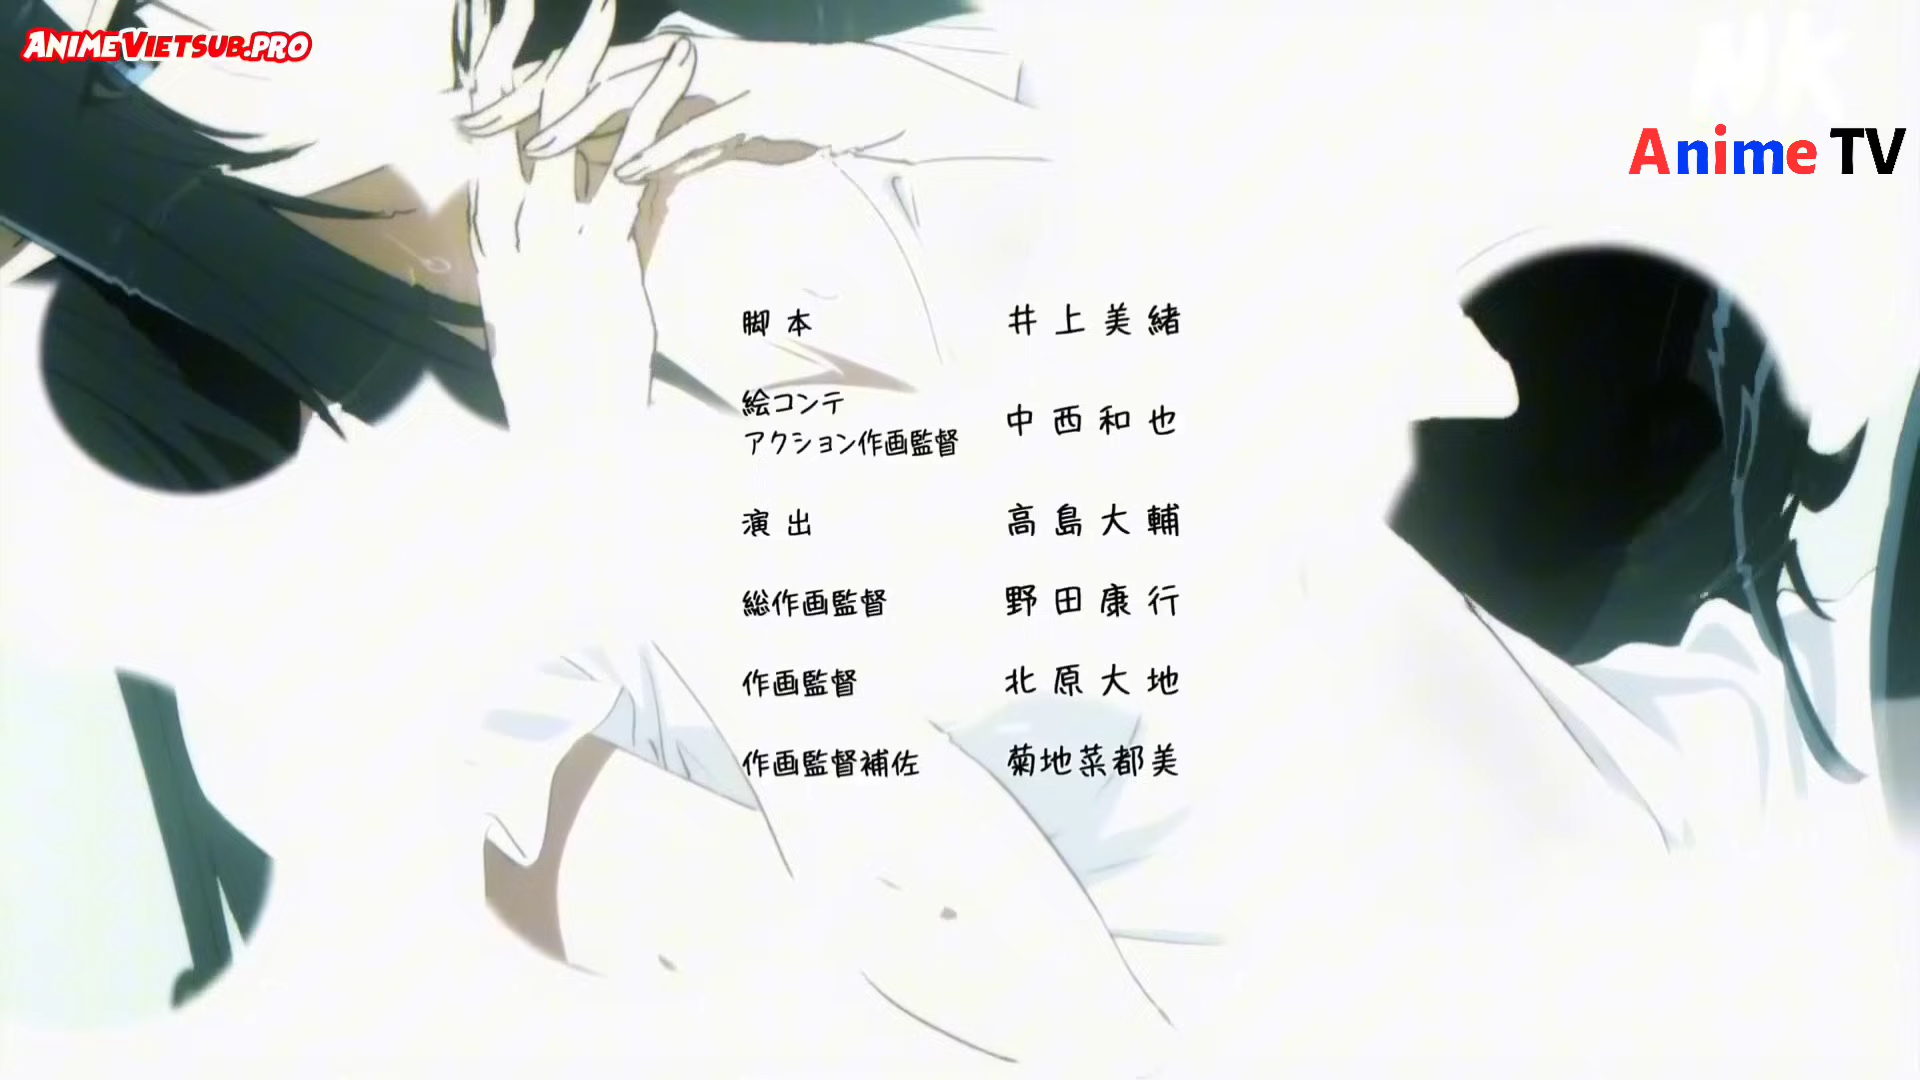 ANIMEVIETSUB.PRO
NK
Anime TV
脚本 井上美緒
絵コンテ
アクション作画監督 中西和也
演出 高島大輔
総作画監督 野田康行
作画監督 北原大地
作画監督補佐 菊地菜都美